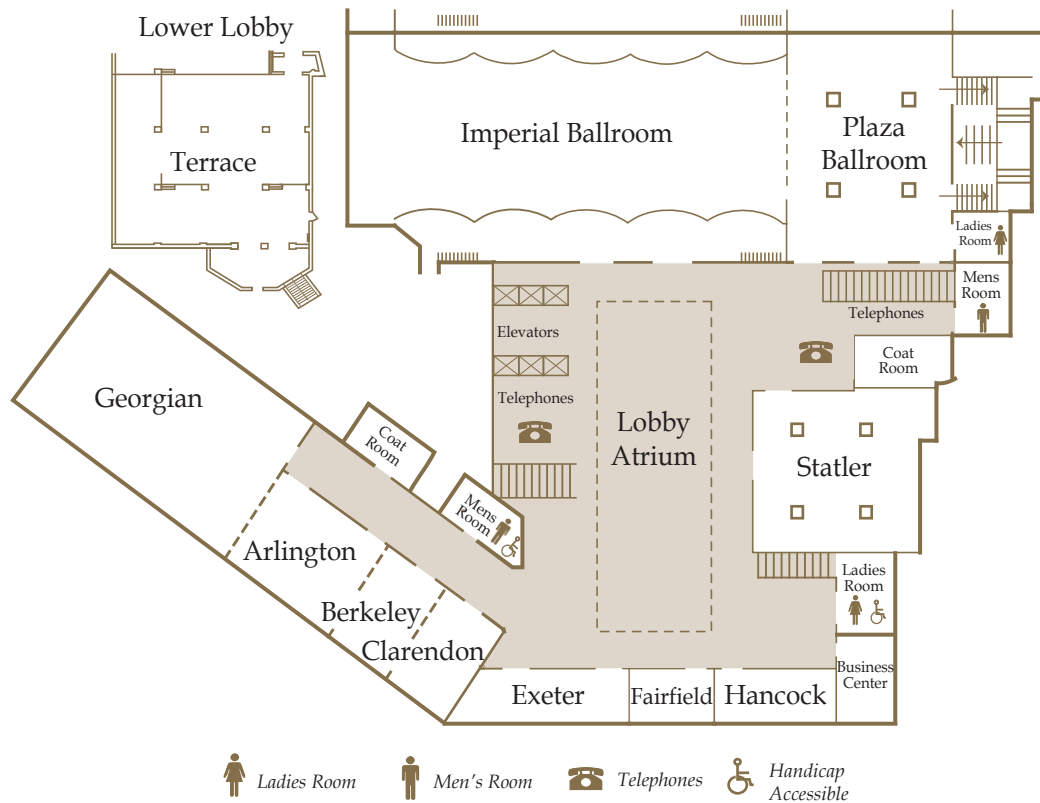 Lower Lobby
Terrace
Imperial Ballroom
Plaza
Ballroom
Ladies
Room
Mens
Room
Telephones
Coat
Room
Elevators
Telephones
Lobby
Atrium
Statler
Georgian
Coat
Room
Mens
Room
Arlington
Berkeley
Clarendon
Ladies
Room
Business
Center
Exeter
Fairfield
Hancock
Ladies Room
Men's Room
Telephones
Handicap
Accessible